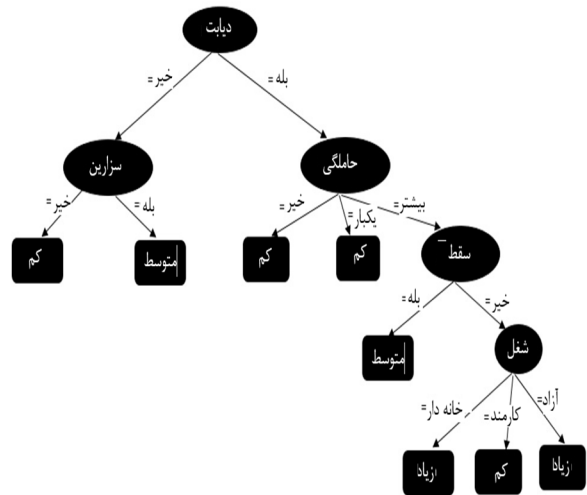 دیابت
=خیر
=بله
سزارین
حاملگی
=خیر
=بله
=خیر
=یکبار
=بیشتر
کم
متوسط
کم
کم
سقط
=بله
=خیر
متوسط
شغل
=خانه دار
=کارمند
=آزاد
زیاد
کم
زیاد